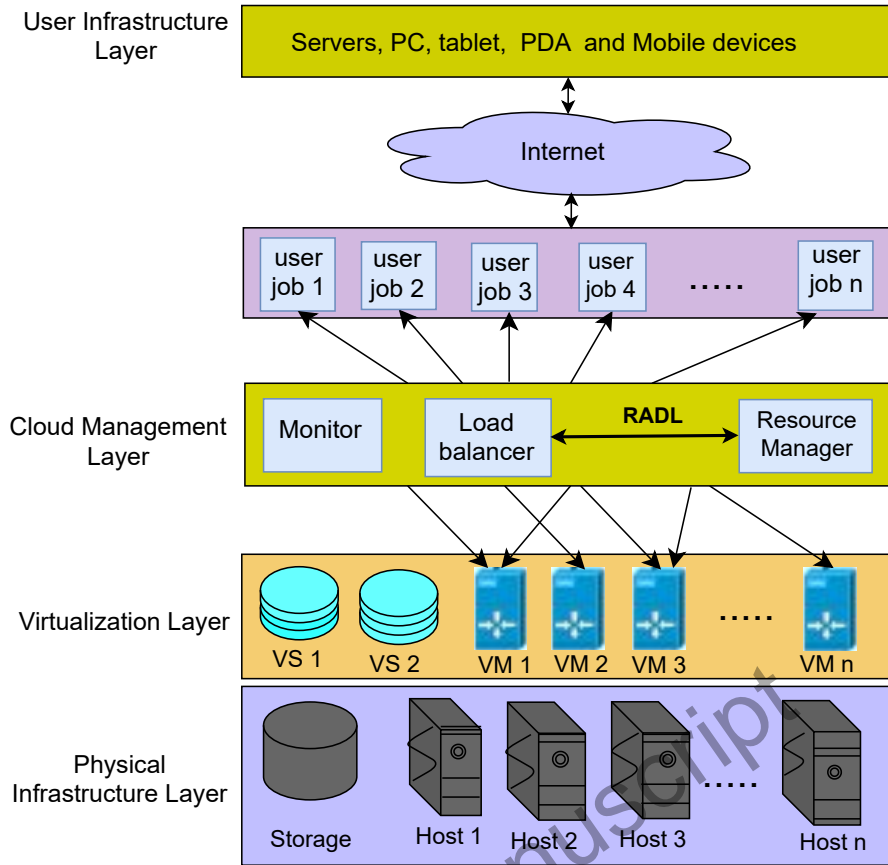 User Infrastructure
Layer
Servers, PC, tablet, PDA and Mobile devices
Internet
user
job 1
user
job 2
user
job 3
user
job 4
.....
user
job n
Cloud Management
Layer
Monitor
Load
balancer
RADL
Resource
Manager
Virtualization Layer
VS 1
VS 2
VM 1
VM 2
VM 3
.....
VM n
Physical
Infrastructure Layer
Storage
Host 1
Host 2
Host 3
.....
Host n